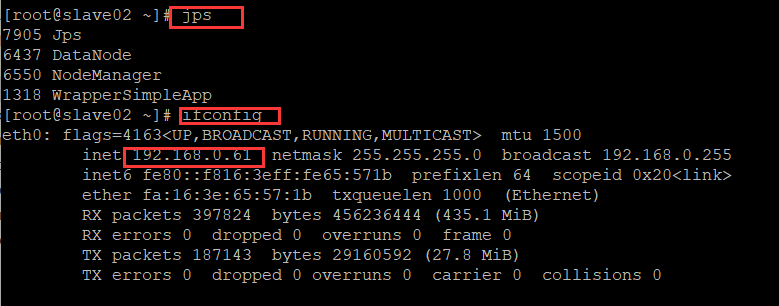 [root@slave02 ~]# jps
7905 Jps
6437 DataNode
6550 NodeManager
1318 WrapperSimpleApp
[root@slave02 ~]# ifconfig
eth0: flags=4163<UP,BROADCAST,RUNNING,MULTICAST>  mtu 1500
        inet 192.168.0.61  netmask 255.255.255.0  broadcast 192.168.0.255
        inet6 fe80::f816:3eff:fe65:571b  prefixlen 64  scopeid 0x20<link>
        ether fa:16:3e:65:57:1b  txqueuelen 1000  (Ethernet)
        RX packets 397824  bytes 456236444 (435.1 MiB)
        RX errors 0  dropped 0  overruns 0  frame 0
        TX packets 187143  bytes 29160592 (27.8 MiB)
        TX errors 0  dropped 0 overruns 0  carrier 0  collisions 0